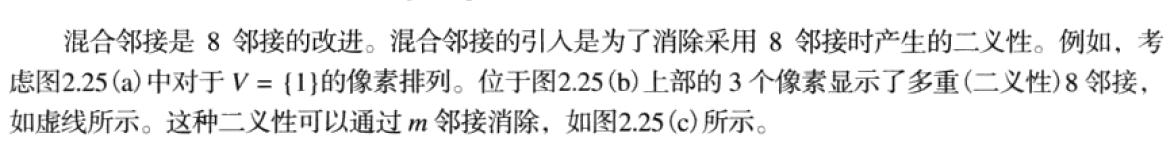 混合邻接是 8 邻接的改进。混合邻接的引入是为了消除采用 8 邻接时产生的二义性。例如，考
虑图2.25(a)中对于 V = {1}的像素排列。位于图2.25(b)上部的 3 个像素显示了多重(二义性)8 邻接，
如虚线所示。这种二义性可以通过 m 邻接消除，如图2.25(c)所示。